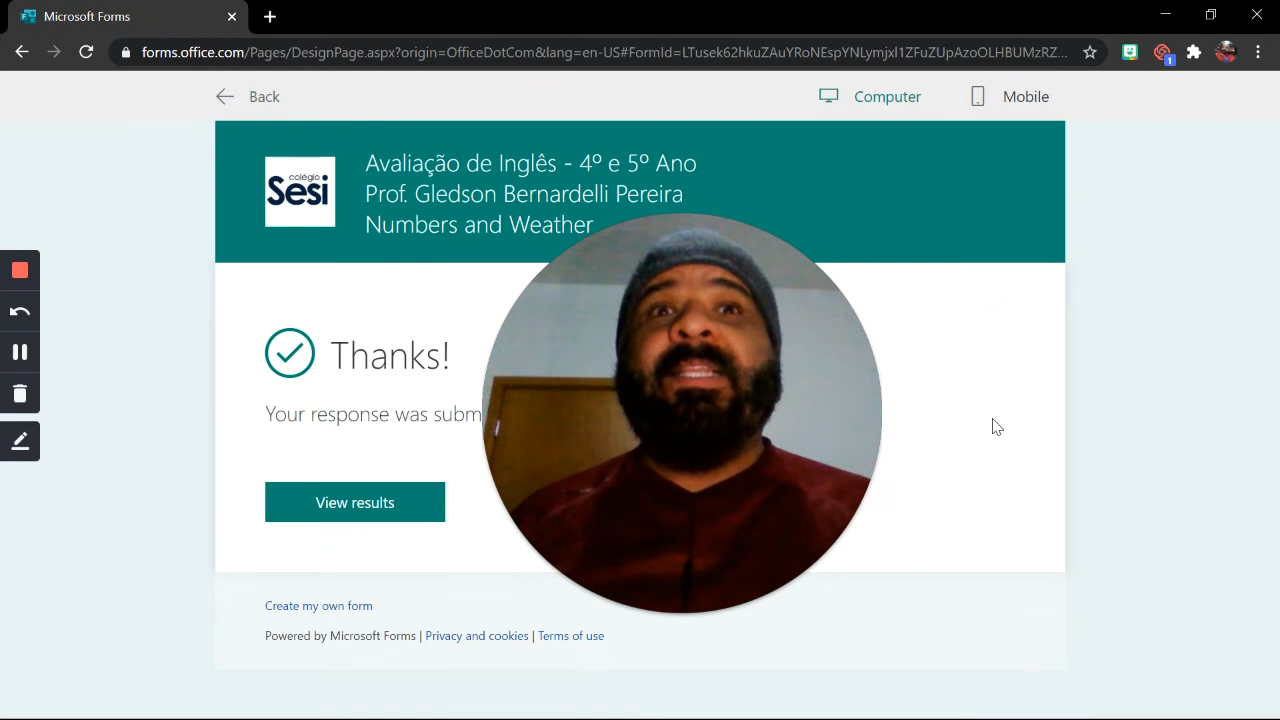 Microsoft Forms
forms.office.com/Pages/DesignPage.aspx?origin=OfficeDotCom&lang=en-US#FormId=LTusek62hkuZAuYRoNEspYNLymjxl1ZFuZUpAzoOLHBUMzRZ...
1
Back
Computer
Mobile
colégio
Sesi
Avaliação de Inglês - 4º e 5º Ano
Prof. Gledson Bernardelli Pereira
Numbers and Weather
Thanks!
Your response was subm
View results
Create my own form
Powered by Microsoft Forms | Privacy and cookies | Terms of use